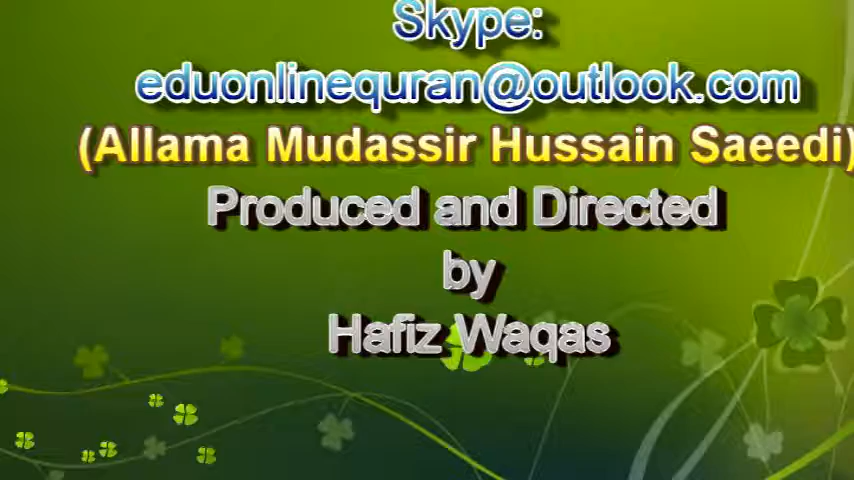 Skype:
eduonlinequran@outlook.com
(Allama Mudassir Hussain Saeedi)
Produced and Directed
by
Hafiz Waqas